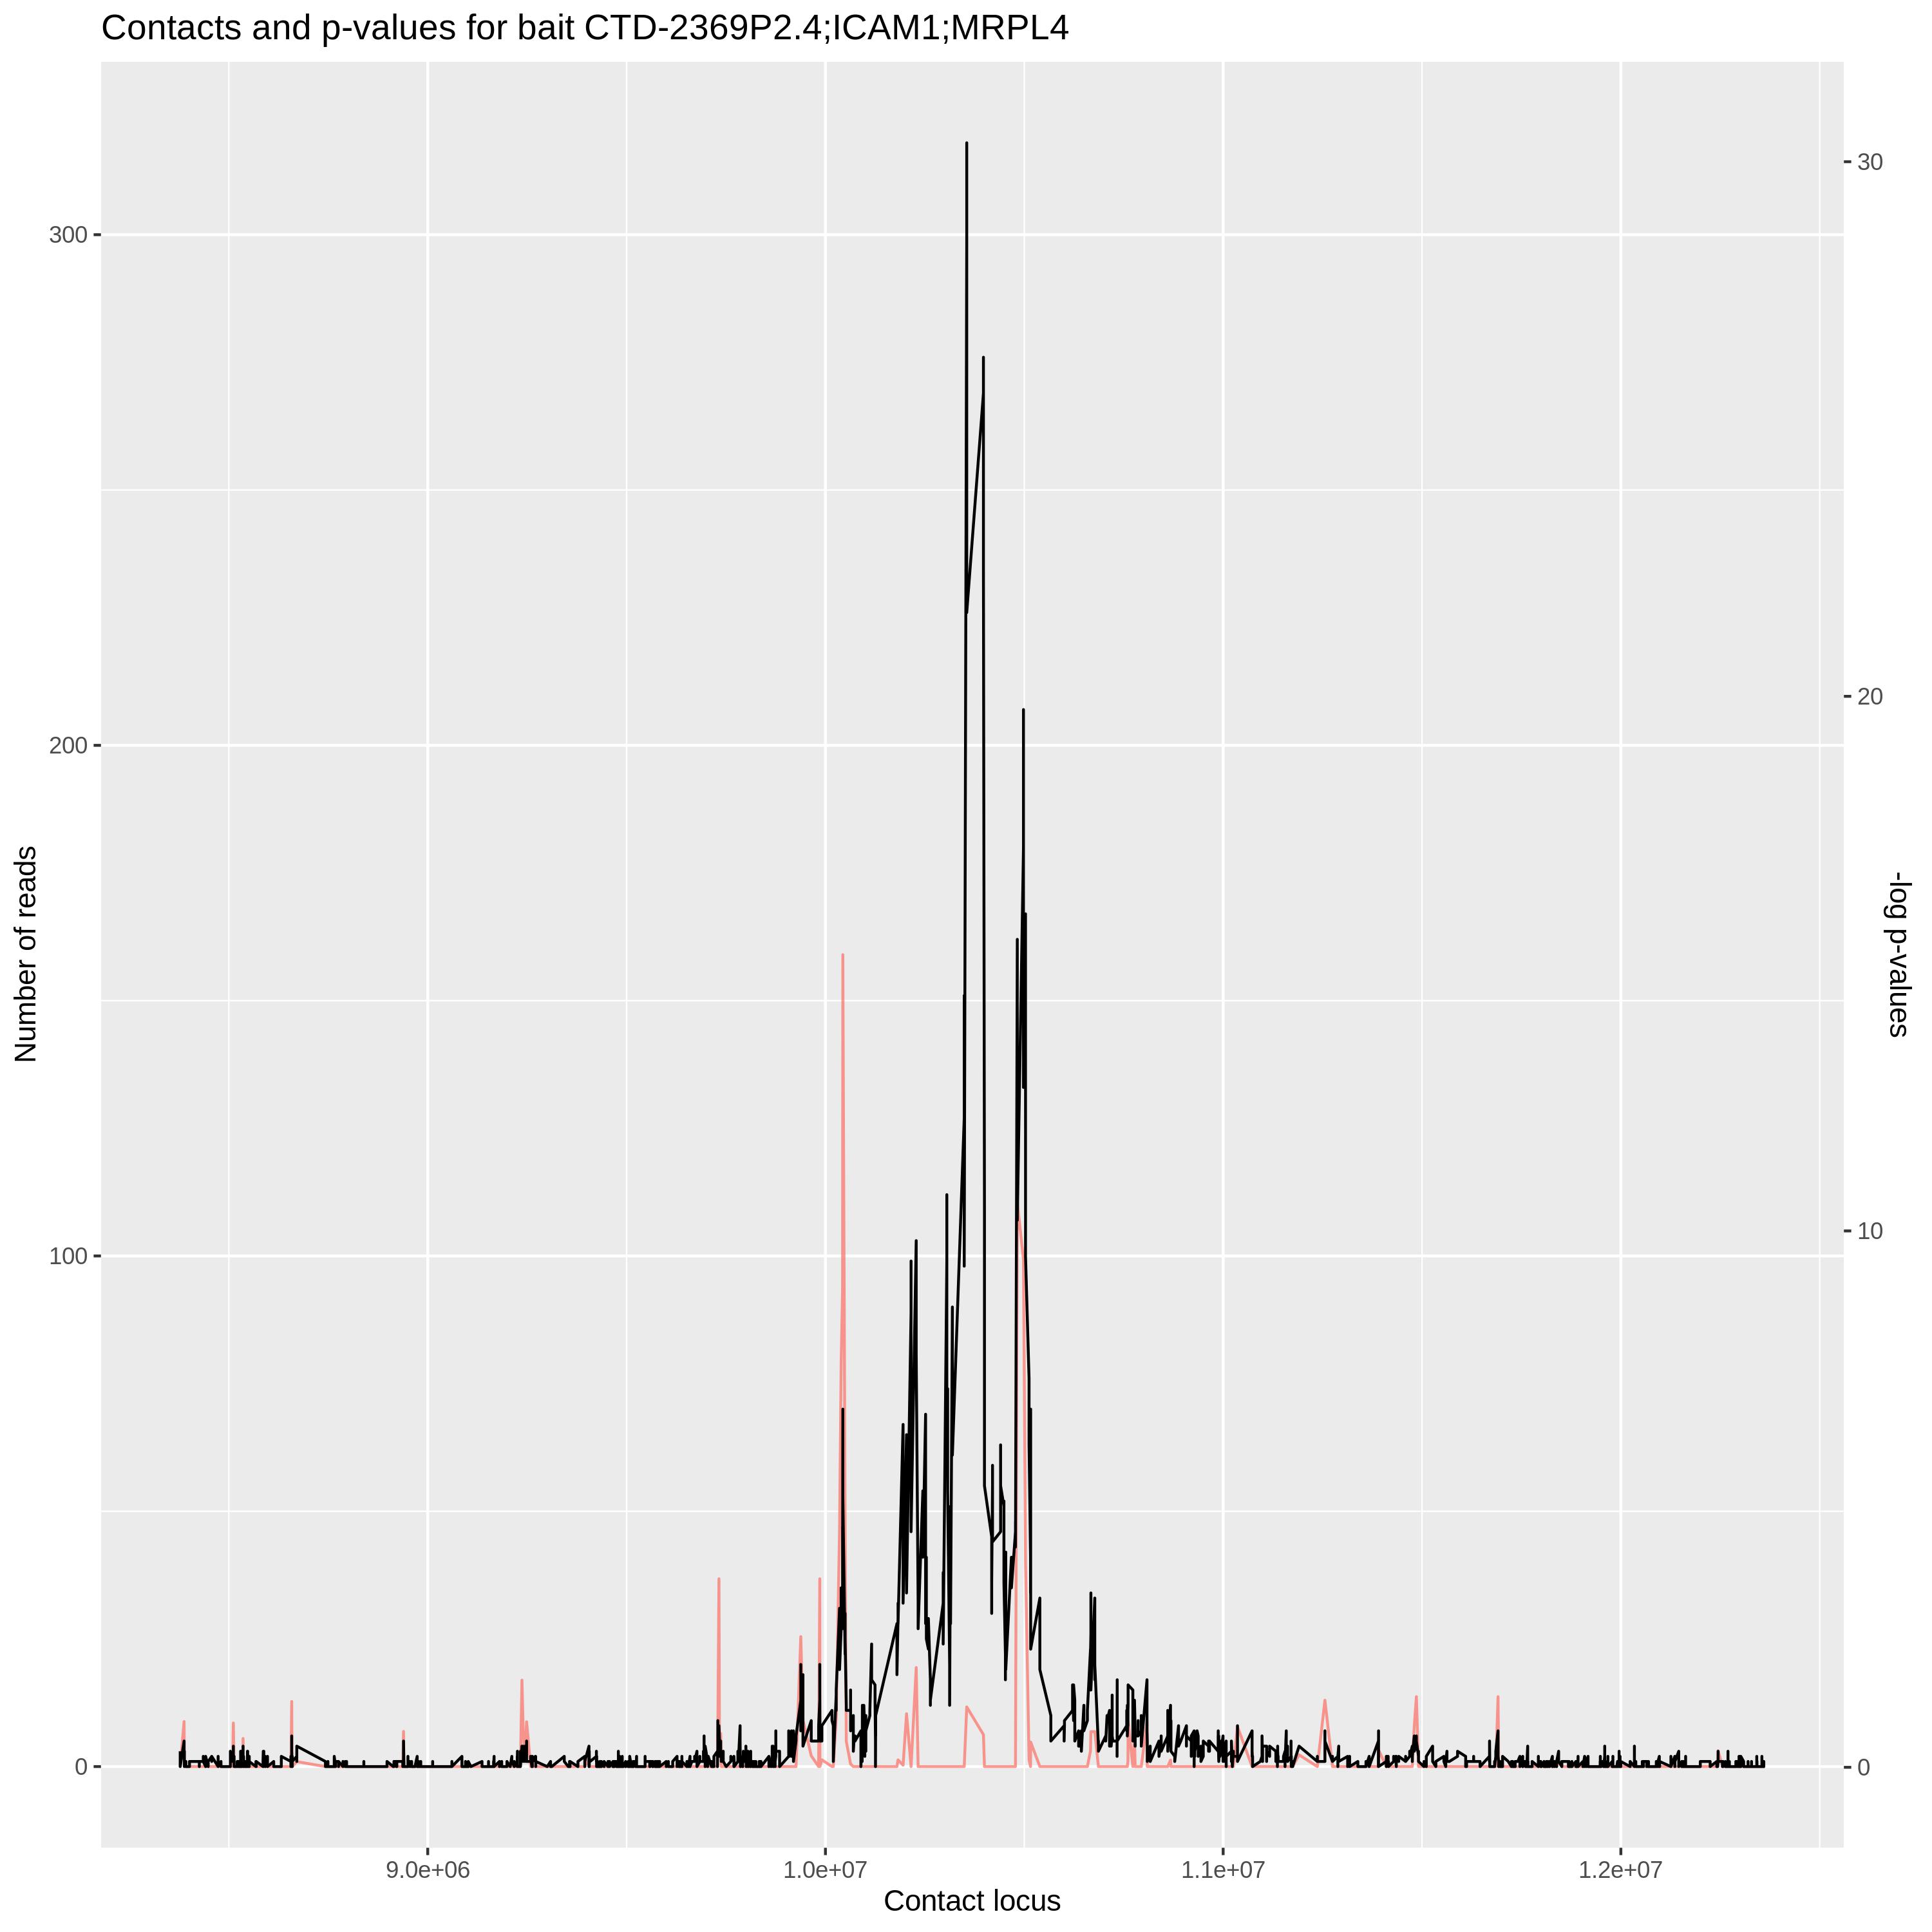 Contacts and p-values for bait CTD-2369P2.4;ICAM1;MRPL4
30
300
20
200
Number of reads
-log p-values
10
100
0
0
9.0e+06
1.0e+07
1.1e+07
1.2e+07
Contact locus